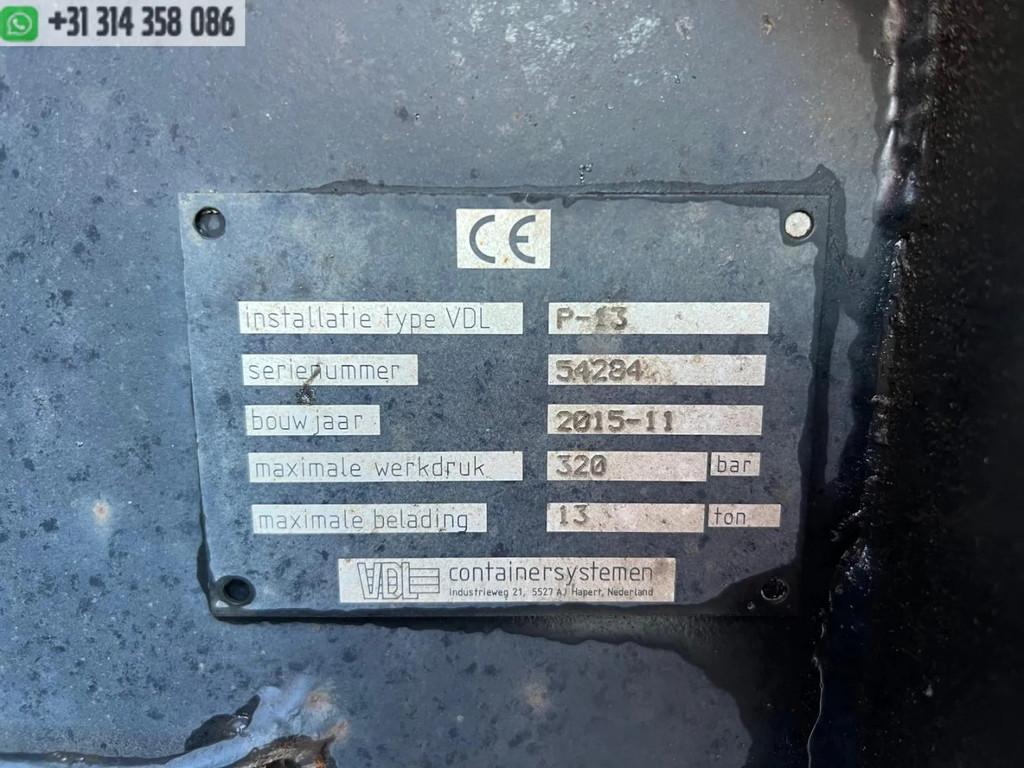 +31 314 358 086
CE
installatie type VDL P-13
serienummer 54284
bouwjaar 2015-11
maximale werkdruk 320 bar
maximale belading 13 ton
VDL containersystemen
Industrieweg 21, 5527 AJ Hapert, Nederland